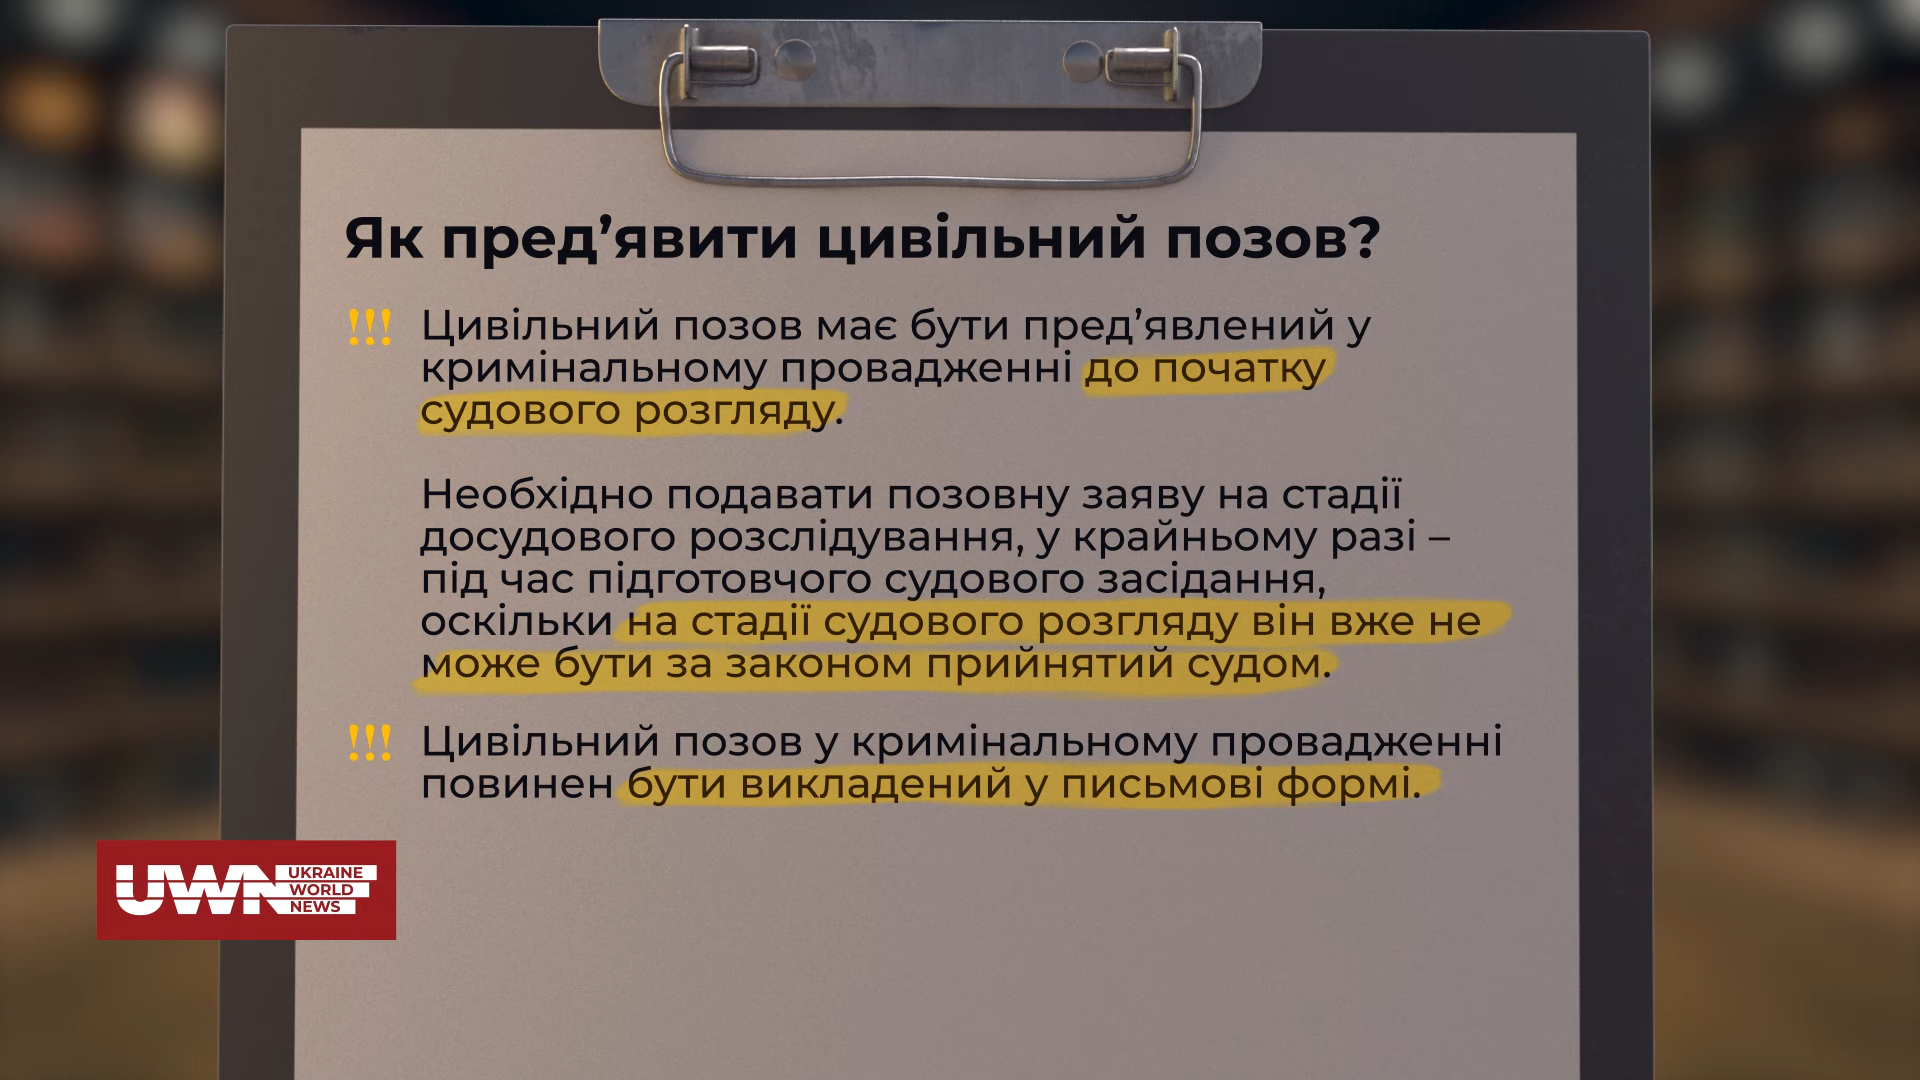 Як пред’явити цивільний позов?
!!! Цивільний позов має бути пред’явлений у
кримінальному провадженні до початку
судового розгляду.
Необхідно подавати позовну заяву на стадії
досудового розслідування, у крайньому разі –
під час підготовчого судового засідання,
оскільки на стадії судового розгляду він вже не
може бути за законом прийнятий судом.
!!! Цивільний позов у кримінальному провадженні
повинен бути викладений у письмові формі.
UWN UKRAINE
WORLD
NEWS